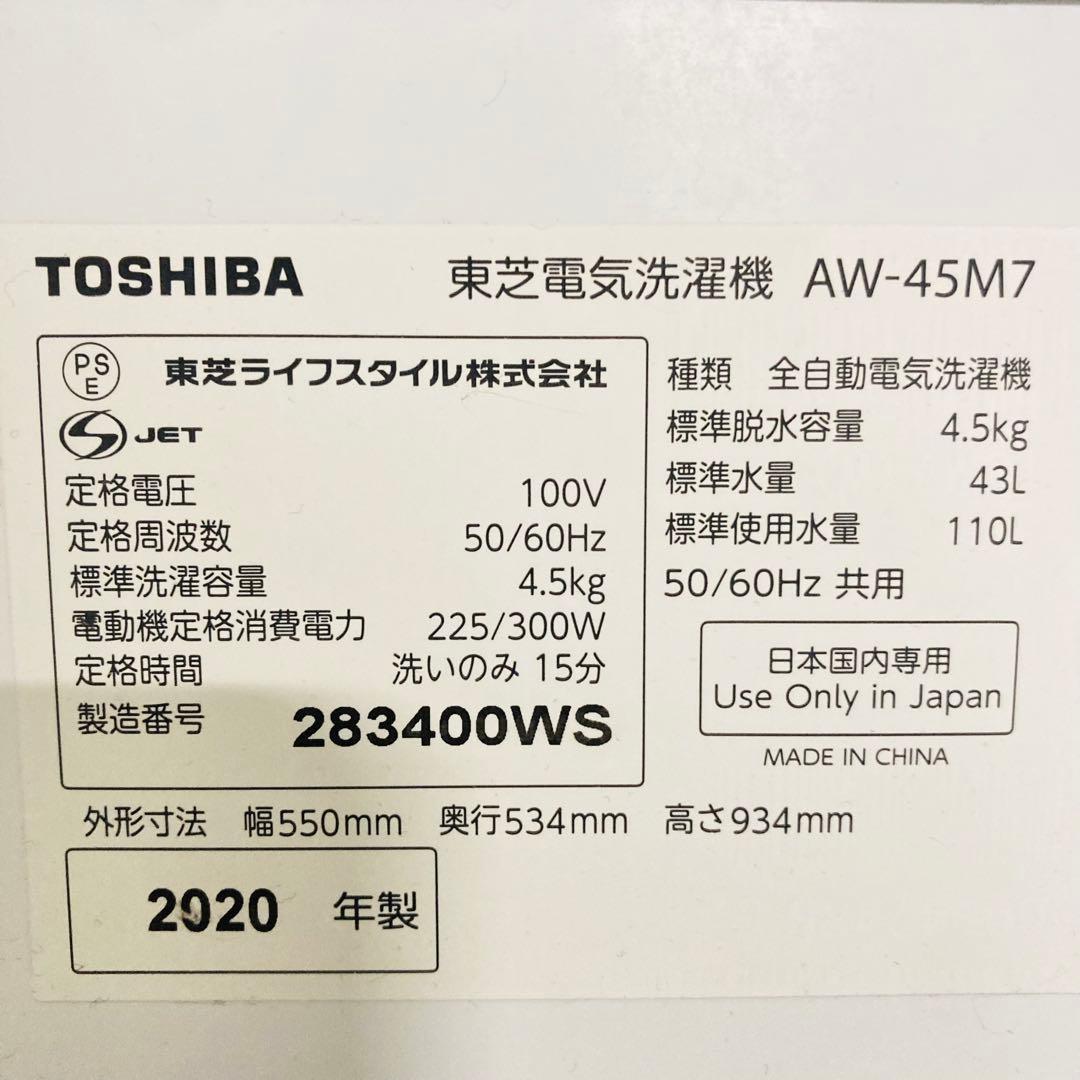 TOSHIBA 東芝電気洗濯機 AW-45M7
PSE 東芝ライフスタイル株式会社
S JET
定格電圧 100V
定格周波数 50/60Hz
標準洗濯容量 4.5kg
電動機定格消費電力 225/300W
定格時間 洗いのみ 15分
製造番号 283400WS
種類 全自動電気洗濯機
標準脱水容量 4.5kg
標準水量 43L
標準使用水量 110L
50/60Hz 共用
日本国内専用
Use Only in Japan
MADE IN CHINA
外形寸法 幅550mm 奥行534mm 高さ934mm
2020 年製